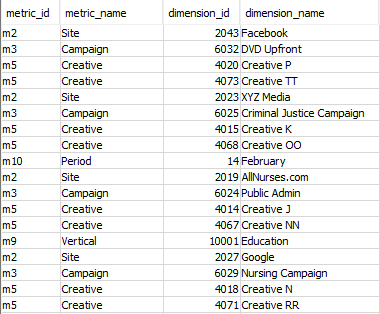 metric_id metric_name dimension_id dimension_name
m2 Site 2043 Facebook
m3 Campaign 6032 DVD Upfront
m5 Creative 4020 Creative P
m5 Creative 4073 Creative TT
m2 Site 2023 XYZ Media
m3 Campaign 6025 Criminal Justice Campaign
m5 Creative 4015 Creative K
m5 Creative 4068 Creative OO
m10 Period 14 February
m2 Site 2019 AllNurses.com
m3 Campaign 6024 Public Admin
m5 Creative 4014 Creative J
m5 Creative 4067 Creative NN
m9 Vertical 10001 Education
m2 Site 2027 Google
m3 Campaign 6029 Nursing Campaign
m5 Creative 4018 Creative N
m5 Creative 4071 Creative RR